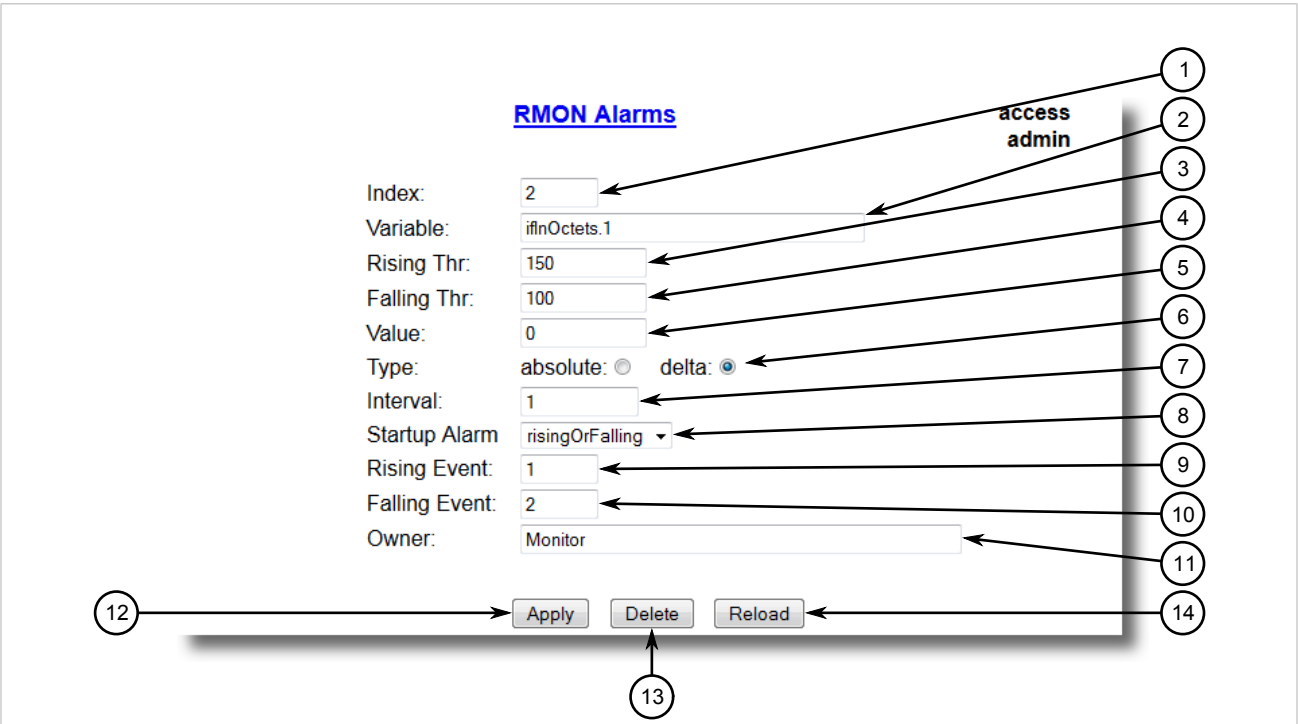 1
RMON Alarms
access
admin
2
3
Index: 2
4
Variable: ifInOctets.1
Rising Thr: 150
5
Falling Thr: 100
6
Value: 0
Type: absolute: delta:
7
Interval: 1
8
Startup Alarm risingOrFalling
9
Rising Event: 1
10
Falling Event: 2
11
Owner: Monitor
12
Apply Delete Reload
14
13